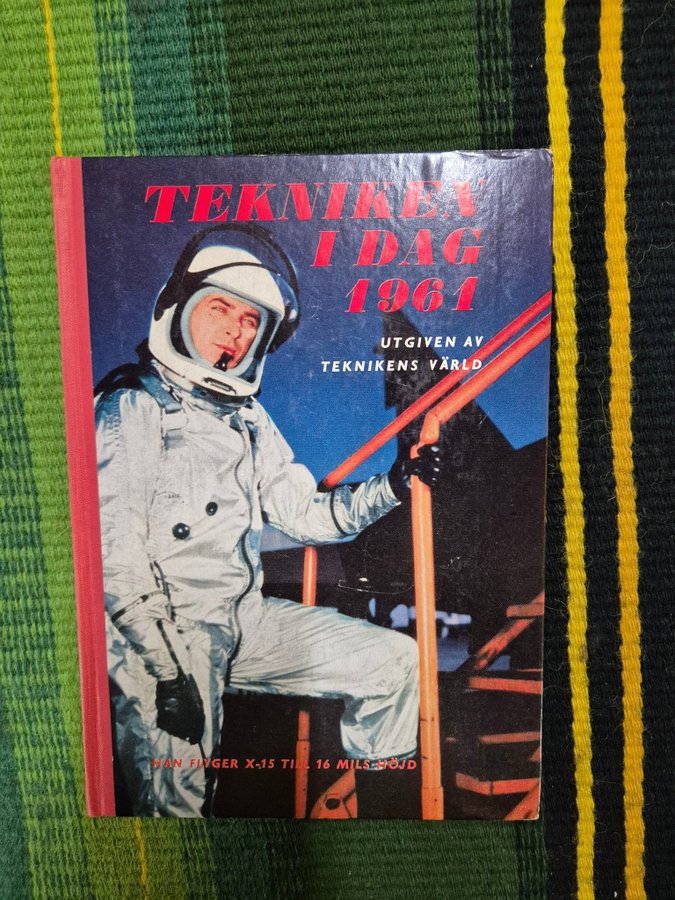 TEKNIKEN
I DAG
1961
UTGIVEN AV
TEKNIKENS VÄRLD
HAN FLYGER X-15 TILL 16 MILS HÖJD